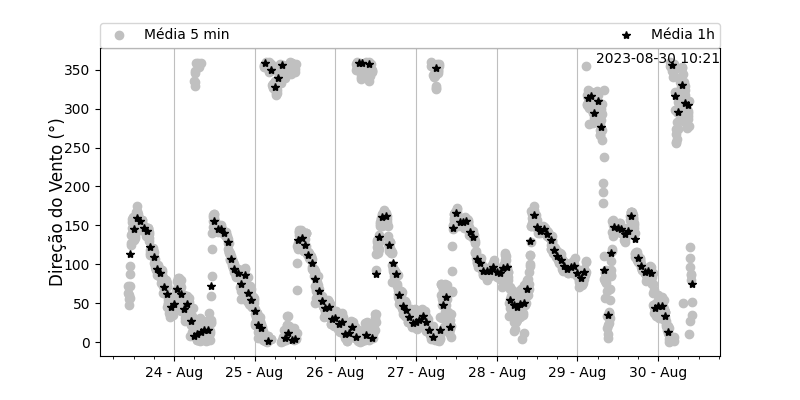 Média 5 min
Média 1h
2023-08-30 10:21
Direção do Vento (°)
350
300
250
200
150
100
50
0
24 - Aug
25 - Aug
26 - Aug
27 - Aug
28 - Aug
29 - Aug
30 - Aug